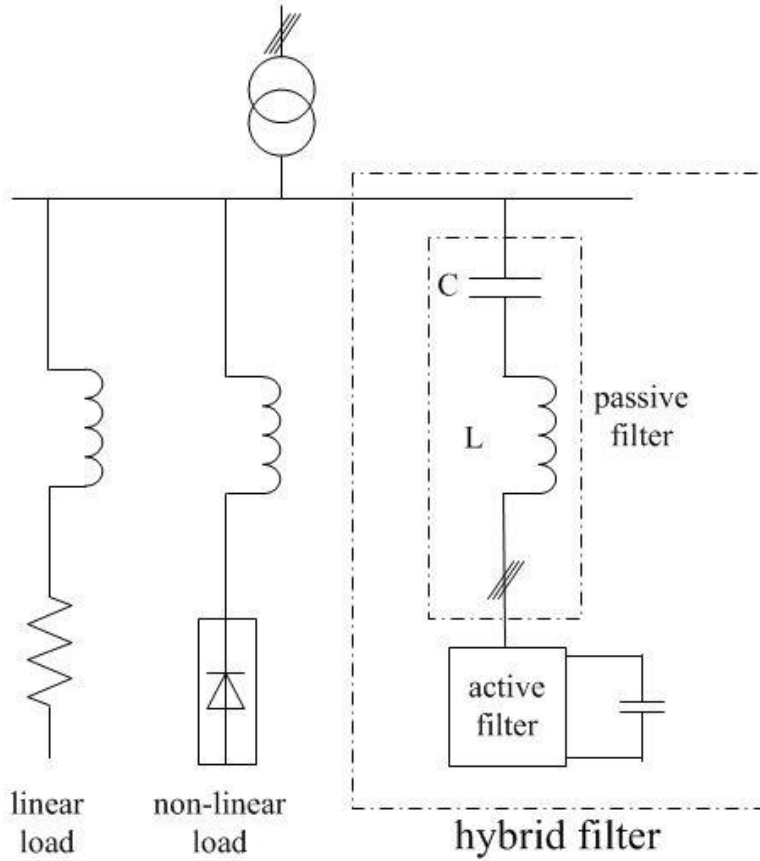 C
L
passive
filter
active
filter
linear
load
non-linear
load
hybrid filter